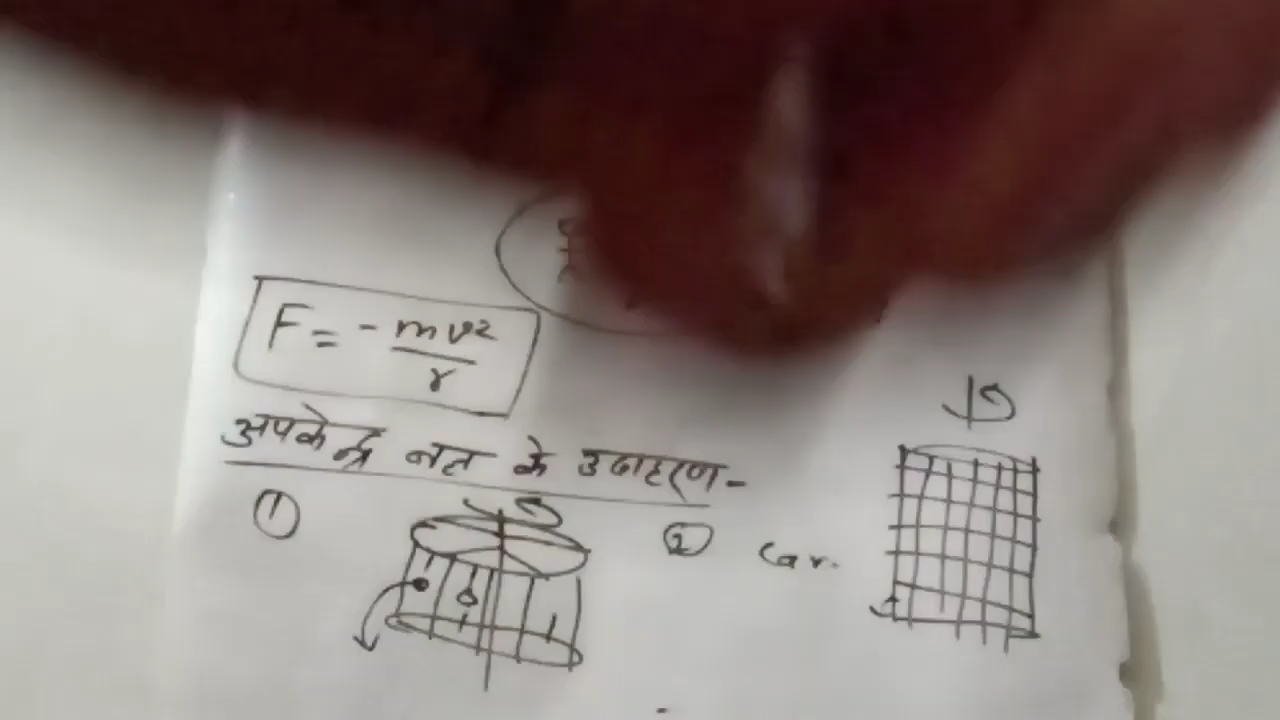 F = - mv²/r
अपकेन्द्र बल के उदाहरण-
① ② Car.